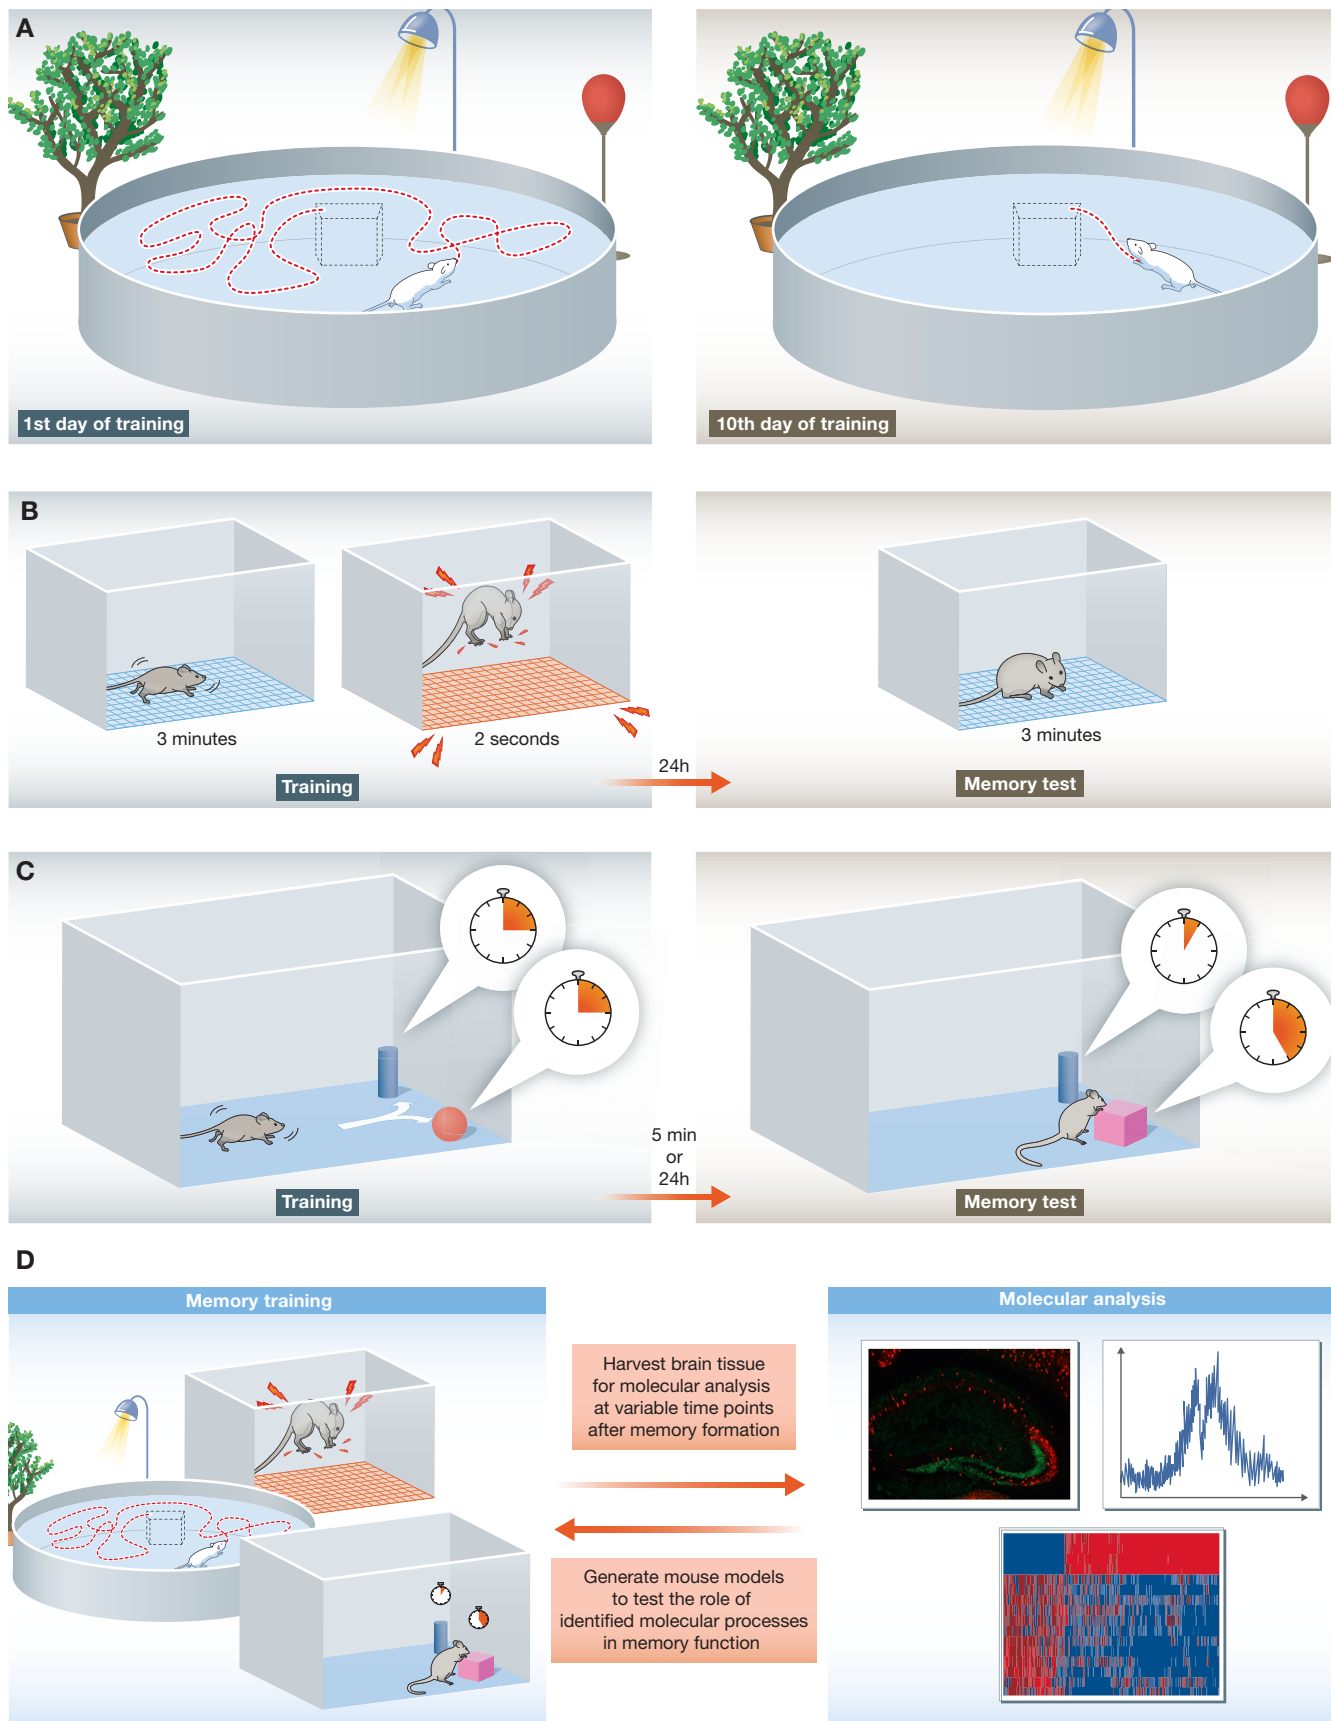 A
1st day of training
10th day of training
B
3 minutes
2 seconds
Training
24h
3 minutes
Memory test
C
Training
5 min
or
24h
Memory test
D
Memory training
Harvest brain tissue
for molecular analysis
at variable time points
after memory formation
Generate mouse models
to test the role of
identified molecular processes
in memory function
Molecular analysis